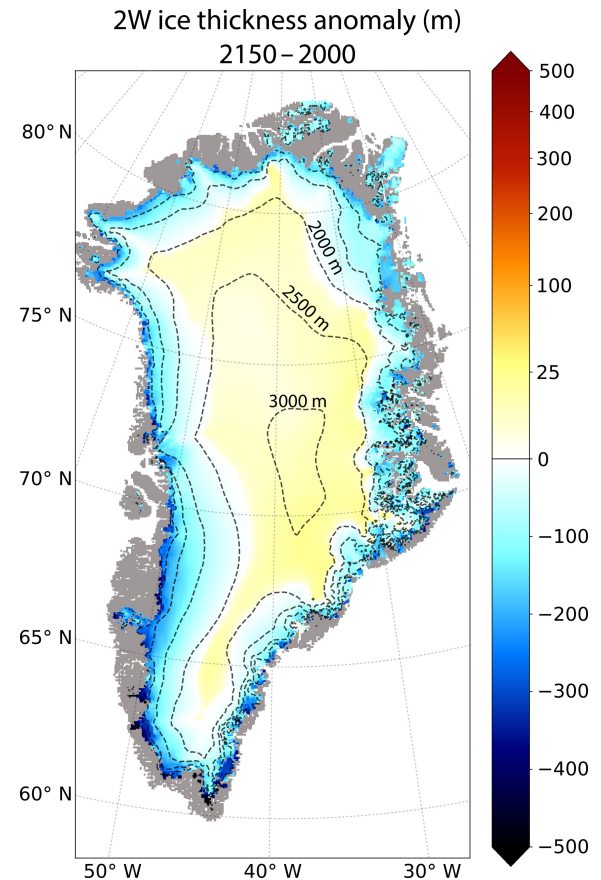 2W ice thickness anomaly (m)
2150 – 2000
80° N
75° N
70° N
65° N
60° N
50° W
40° W
30° W
2000 m
2500 m
3000 m
500
400
300
200
100
25
0
−100
−200
−300
−400
−500